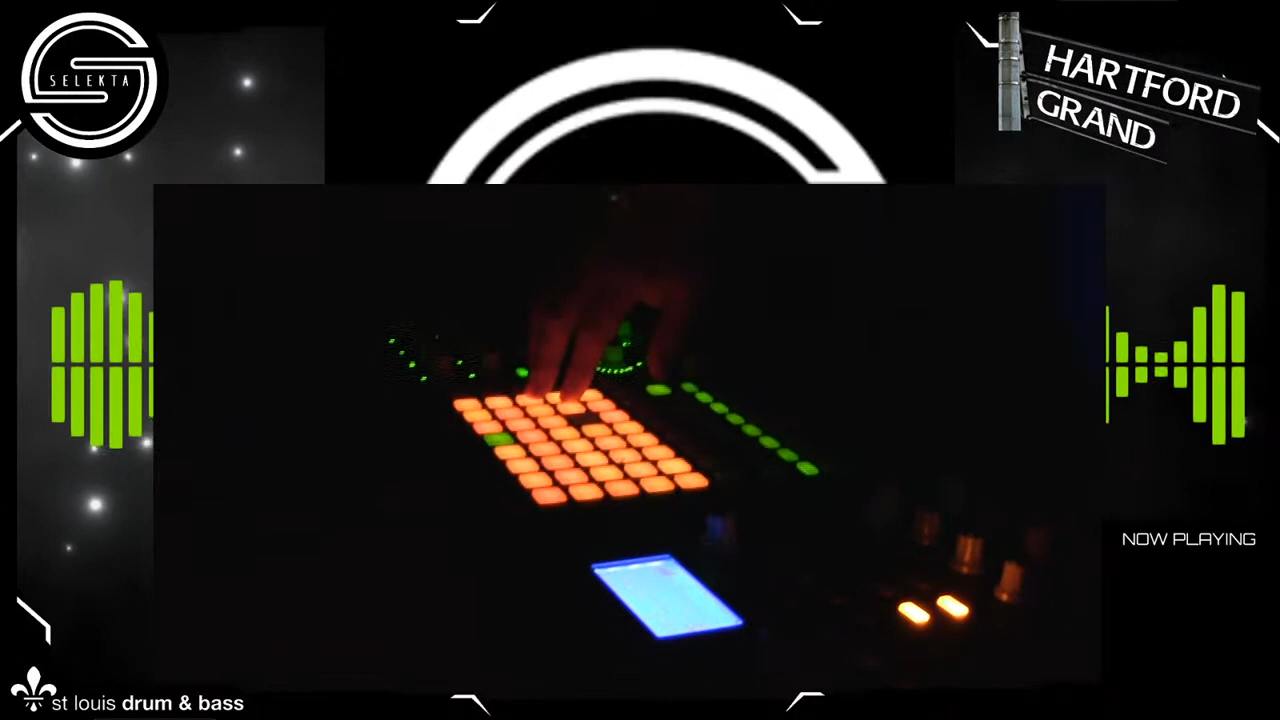 SELEKTA
HARTFORD
GRAND
NOW PLAYING
st louis drum & bass